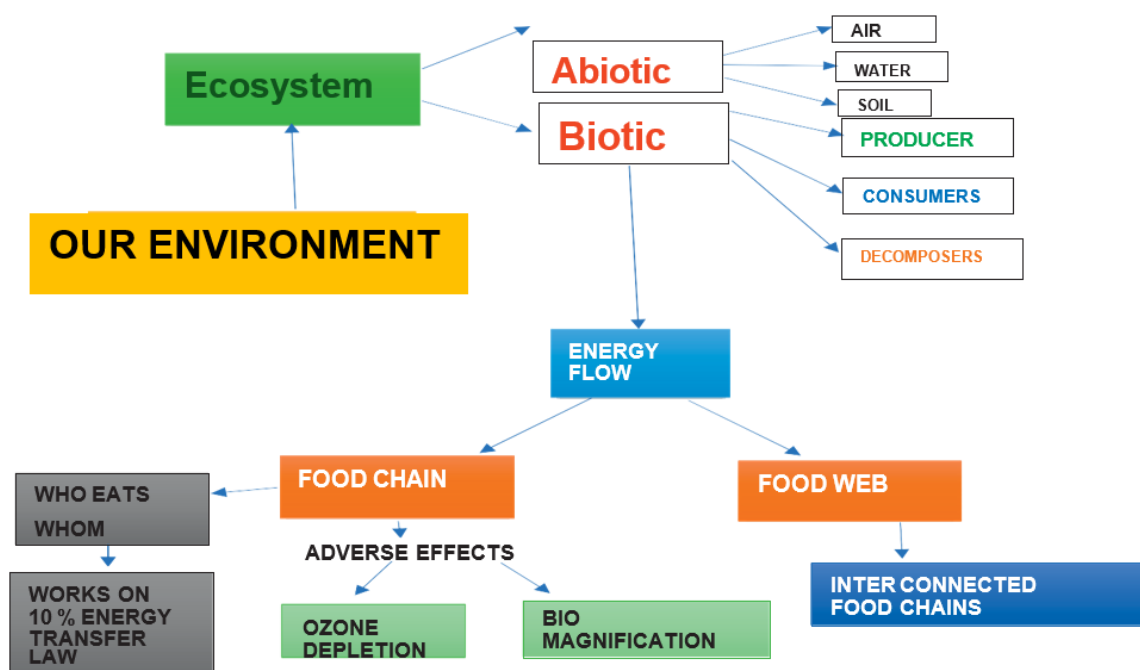 AIR
Ecosystem
Abiotic
WATER
SOIL
Biotic
PRODUCER
CONSUMERS
OUR ENVIRONMENT
DECOMPOSERS
ENERGY
FLOW
FOOD CHAIN
FOOD WEB
WHO EATS
WHOM
ADVERSE EFFECTS
WORKS ON
10 % ENERGY
TRANSFER
LAW
OZONE
DEPLETION
BIO
MAGNIFICATION
INTER CONNECTED
FOOD CHAINS